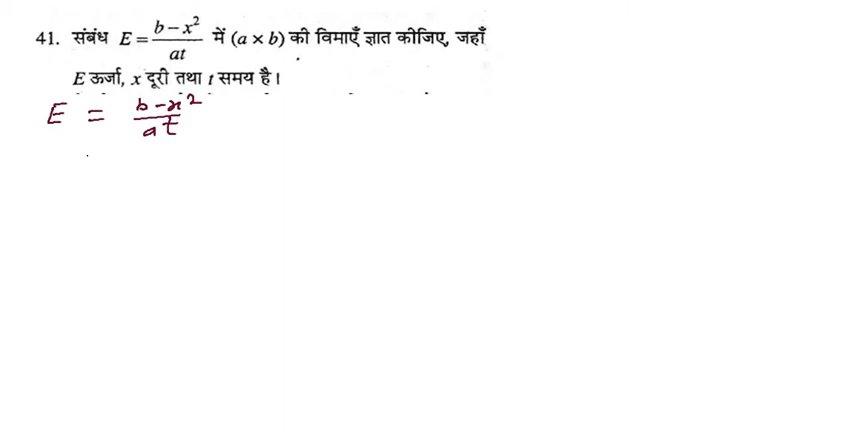 41. संबंध E = (b – x²)/at में (a × b) की विमाएँ ज्ञात कीजिए, जहाँ
E ऊर्जा, x दूरी तथा t समय है।
E = (b – x²)/at